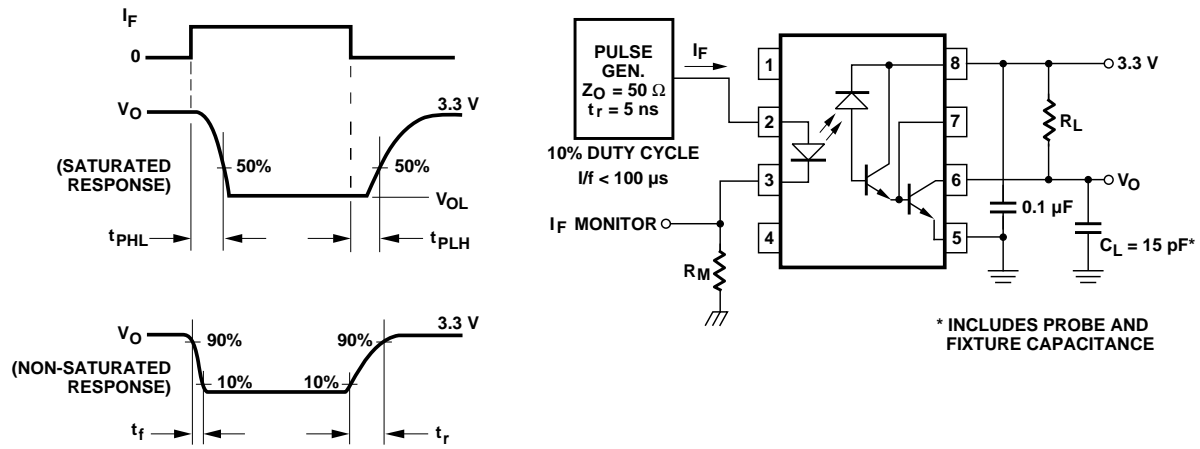 I_F
0
V_O
3.3 V
(SATURATED
RESPONSE)
50%
50%
V_OL
t_PHL
t_PLH
V_O
3.3 V
(NON-SATURATED
RESPONSE)
90%
90%
10%
10%
t_f
t_r
PULSE
GEN.
Z_O = 50 Ω
t_r = 5 ns
I_F
10% DUTY CYCLE
I/f < 100 µs
I_F MONITOR
R_M
1
2
3
4
8
7
6
5
3.3 V
R_L
V_O
0.1 µF
C_L = 15 pF*
* INCLUDES PROBE AND
FIXTURE CAPACITANCE